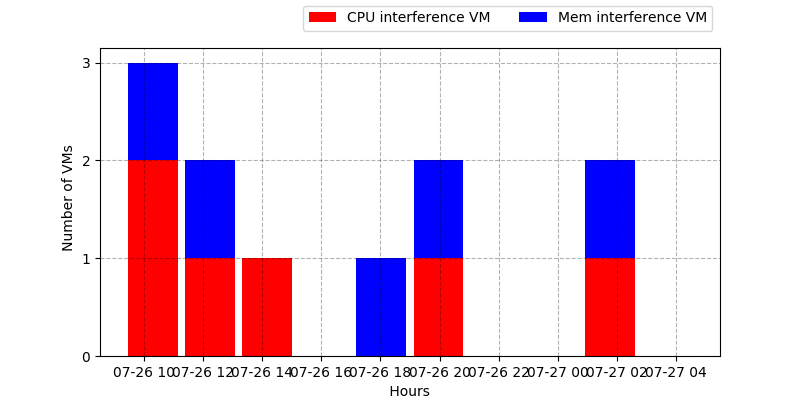 CPU interference VM Mem interference VM
3
2
1
0
Number of VMs
07-26 10 07-26 12 07-26 14 07-26 16 07-26 18 07-26 20 07-26 22 07-27 00 07-27 02 07-27 04
Hours